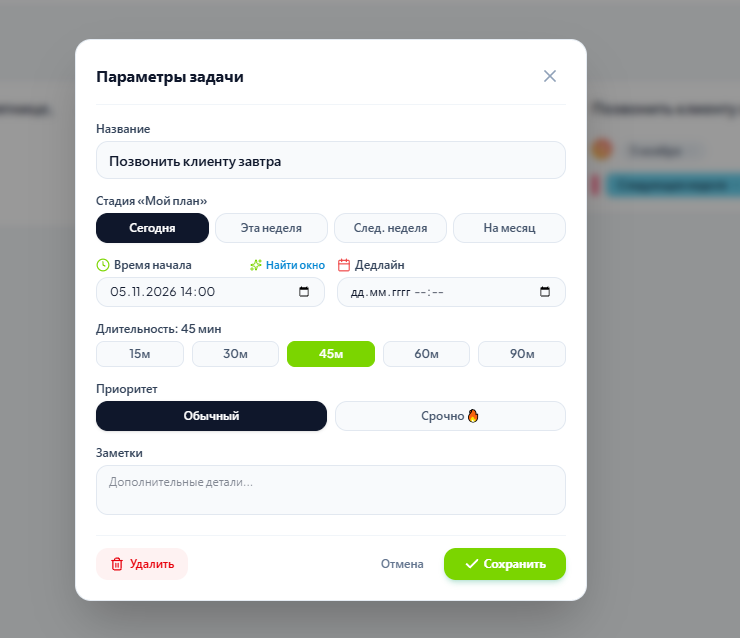 Параметры задачи
Название
Позвонить клиенту завтра
Стадия «Мой план»
Сегодня Эта неделя След. неделя На месяц
Время начала Найти окно Дедлайн
05.11.2026 14:00 дд.мм.гггг --:--
Длительность: 45 мин
15м 30м 45м 60м 90м
Приоритет
Обычный Срочно 🔥
Заметки
Дополнительные детали...
Удалить Отмена Сохранить